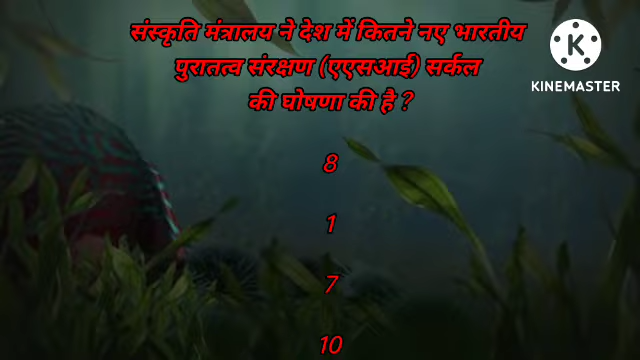 संस्कृति मंत्रालय ने देश में कितने नए भारतीय
पुरातत्व संरक्षण (एएसआई) सर्कल
की घोषणा की है ?
8
1
7
10
K
KINEMASTER